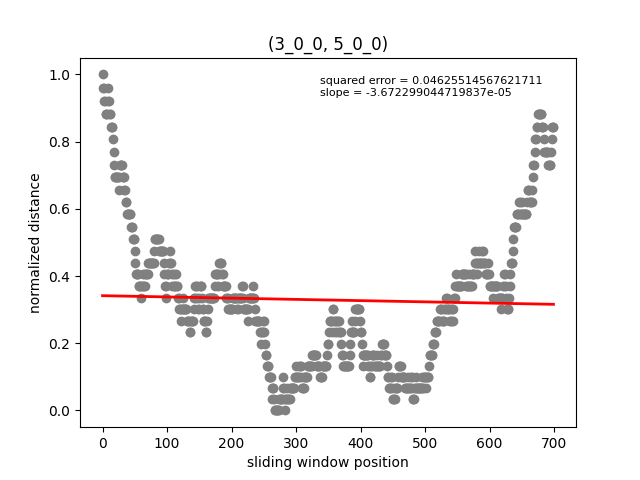 (3_0_0, 5_0_0)
squared error = 0.04625514567621711
slope = -3.672299044719837e-05
1.0
0.8
0.6
0.4
0.2
0.0
normalized distance
0 100 200 300 400 500 600 700
sliding window position